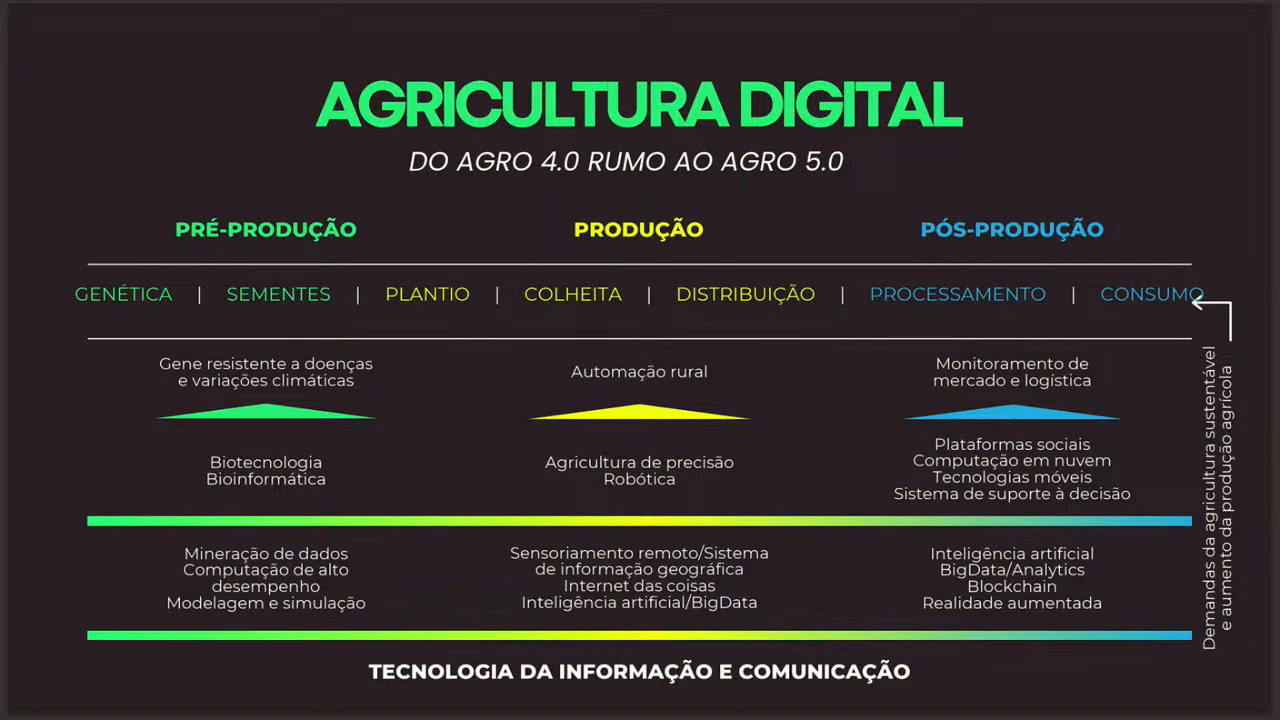 AGRICULTURA DIGITAL
DO AGRO 4.0 RUMO AO AGRO 5.0
PRÉ-PRODUÇÃO
PRODUÇÃO
PÓS-PRODUÇÃO
GENÉTICA | SEMENTES | PLANTIO | COLHEITA | DISTRIBUIÇÃO | PROCESSAMENTO | CONSUMO
Gene resistente a doenças
e variações climáticas
Automação rural
Monitoramento de
mercado e logística
Biotecnologia
Bioinformática
Agricultura de precisão
Robótica
Plataformas sociais
Computação em nuvem
Tecnologias móveis
Sistema de suporte à decisão
Mineração de dados
Computação de alto
desempenho
Modelagem e simulação
Sensoriamento remoto/Sistema
de informação geográfica
Internet das coisas
Inteligência artificial/BigData
Inteligência artificial
BigData/Analytics
Blockchain
Realidade aumentada
Demandas da agricultura sustentável
e aumento da produção agrícola
TECNOLOGIA DA INFORMAÇÃO E COMUNICAÇÃO